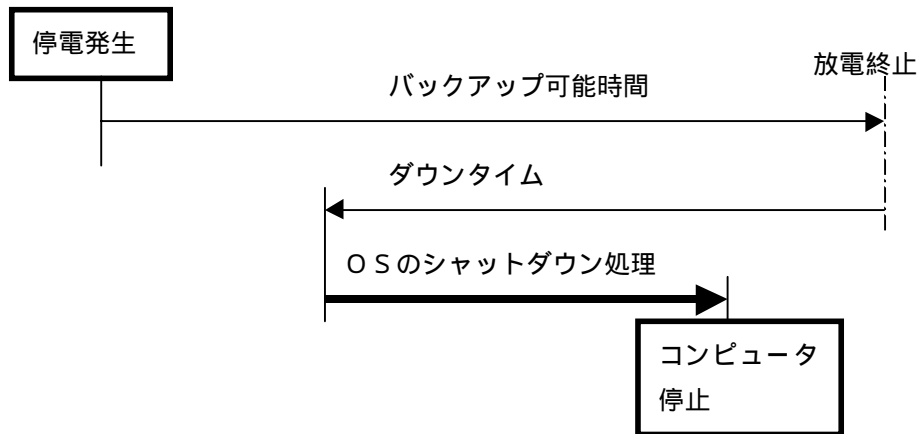 停電発生
放電終止
バックアップ可能時間
ダウンタイム
ＯＳのシャットダウン処理
コンピュータ
停止